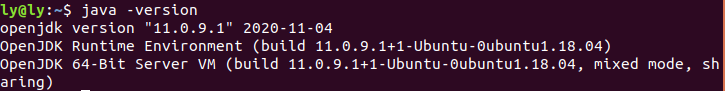 ly@ly:~$ java -version
openjdk version "11.0.9.1" 2020-11-04
OpenJDK Runtime Environment (build 11.0.9.1+1-Ubuntu-0ubuntu1.18.04)
OpenJDK 64-Bit Server VM (build 11.0.9.1+1-Ubuntu-0ubuntu1.18.04, mixed mode, sh
aring)